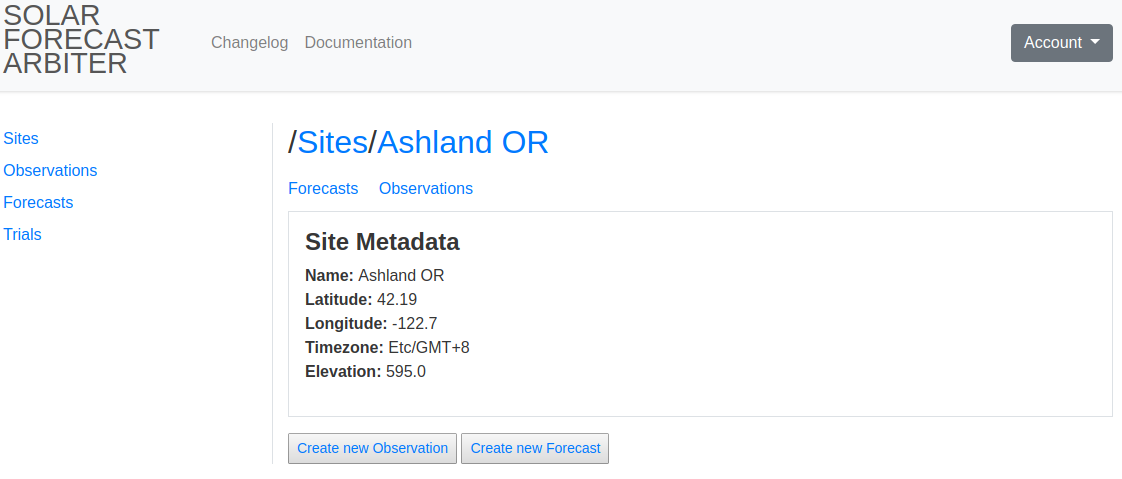 SOLAR
FORECAST
ARBITER
Changelog Documentation
Account
Sites
Observations
Forecasts
Trials
/Sites/Ashland OR
Forecasts Observations
Site Metadata
Name: Ashland OR
Latitude: 42.19
Longitude: -122.7
Timezone: Etc/GMT+8
Elevation: 595.0
Create new Observation Create new Forecast